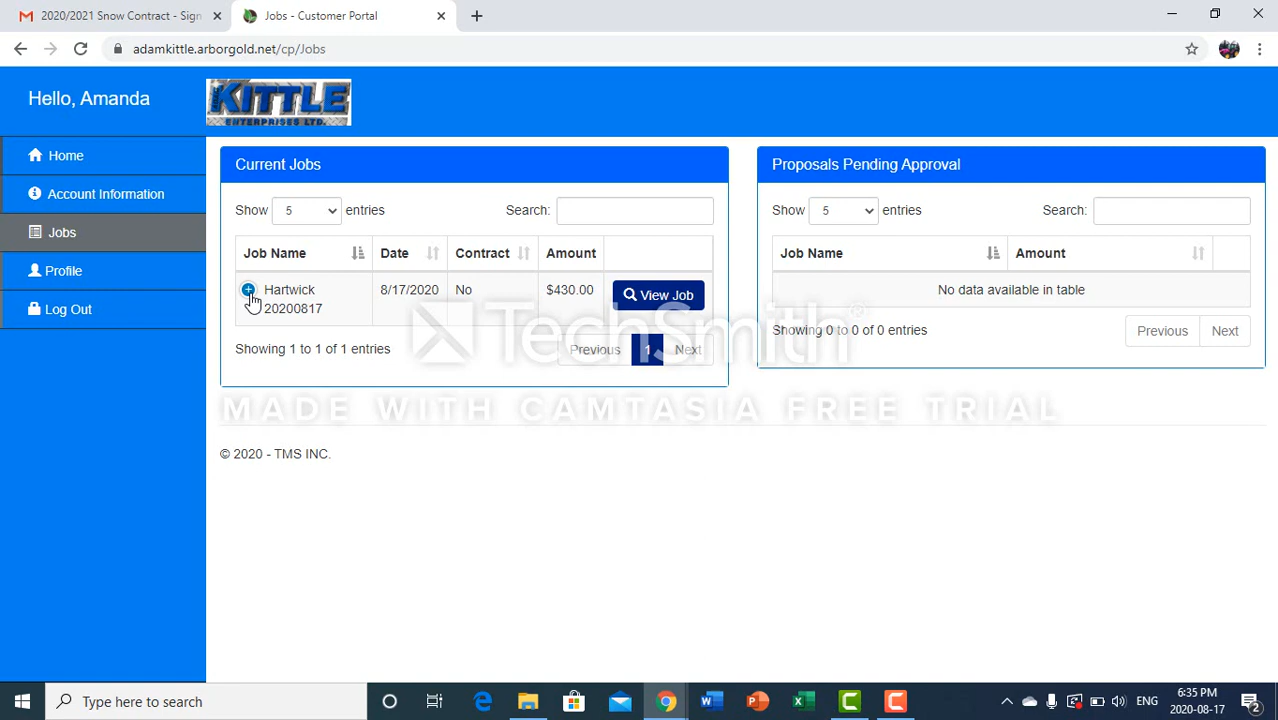 2020/2021 Snow Contract - Sign
Jobs - Customer Portal
adamkittle.arborgold.net/cp/Jobs
Hello, Amanda
KITTLE
ENTERPRISES LTD.
Home
Account Information
Jobs
Profile
Log Out
Current Jobs
Show 5 entries
Search:
Job Name Date Contract Amount
Hartwick 8/17/2020 No $430.00 View Job
20200817
Showing 1 to 1 of 1 entries
Previous 1 Next
Proposals Pending Approval
Show 5 entries
Search:
Job Name Amount
No data available in table
Showing 0 to 0 of 0 entries
Previous Next
TechSmith®
MADE WITH CAMTASIA FREE TRIAL
© 2020 - TMS INC.
Type here to search
ENG
6:35 PM
2020-08-17
2